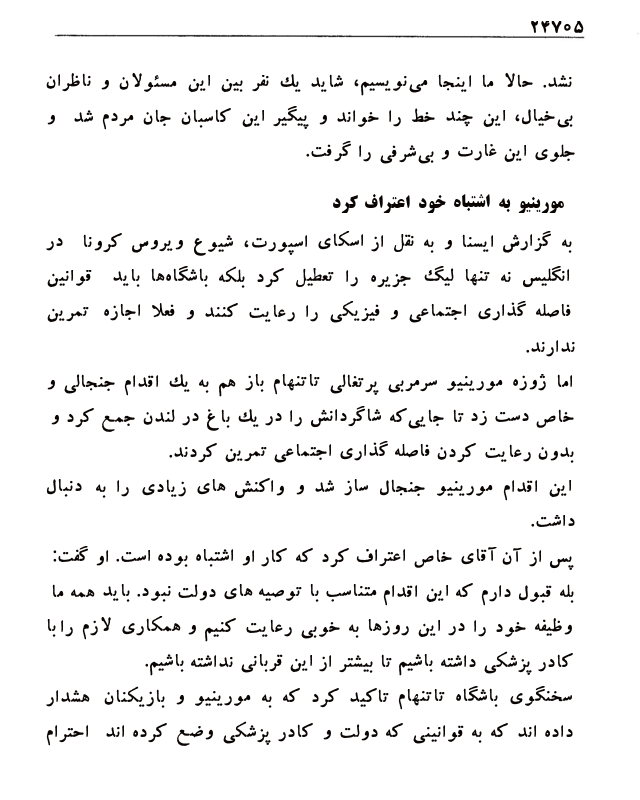 ۲۴۷۰۵
نشد. حالا ما اینجا می‌نویسیم، شاید یك نفر بین این مسئولان و ناظران
بی‌خیال، این چند خط را خواند و پیگیر این کاسبان جان مردم شد و
جلوی این غارت و بی‌شرفی را گرفت.
مورینیو به اشتباه خود اعتراف کرد
به گزارش ایسنا و به نقل از اسکای اسپورت، شیوع ویروس کرونا در
انگلیس نه تنها لیگ جزیره را تعطیل کرد بلکه باشگاه‌ها باید قوانین
فاصله گذاری اجتماعی و فیزیکی را رعایت کنند و فعلا اجازه تمرین
ندارند.
اما ژوزه مورینیو سرمربی پرتغالی تاتنهام باز هم به یك اقدام جنجالی و
خاص دست زد تا جایی‌که شاگردانش را در یك باغ در لندن جمع کرد و
بدون رعایت کردن فاصله گذاری اجتماعی تمرین کردند.
این اقدام مورینیو جنجال ساز شد و واکنش های زیادی را به دنبال
داشت.
پس از آن آقای خاص اعتراف کرد که کار او اشتباه بوده است. او گفت:
بله قبول دارم که این اقدام متناسب با توصیه های دولت نبود. باید همه ما
وظیفه خود را در این روزها به خوبی رعایت کنیم و همکاری لازم را با
کادر پزشکی داشته باشیم تا بیشتر از این قربانی نداشته باشیم.
سخنگوی باشگاه تاتنهام تاکید کرد که به مورینیو و بازیکنان هشدار
داده اند که به قوانینی که دولت و کادر پزشکی وضع کرده اند احترام